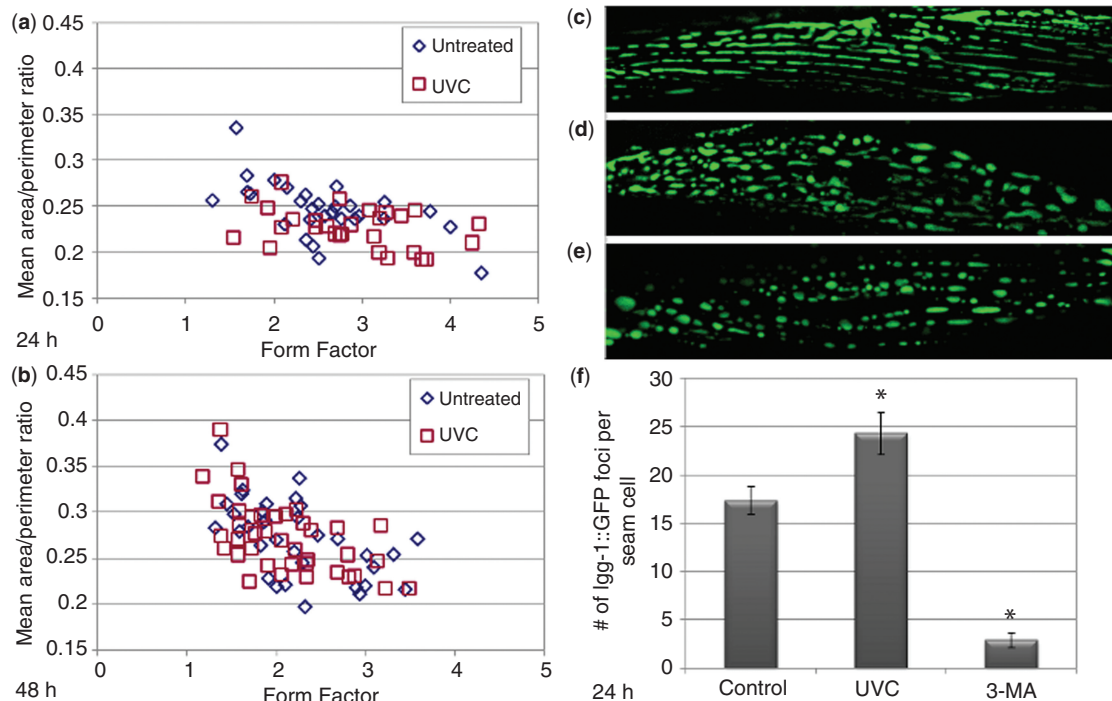 (a)
0.45
0.4
0.35
0.3
0.25
0.2
0.15
Mean area/perimeter ratio
Untreated
UVC
0 1 2 3 4 5
Form Factor
24 h
(b)
0.45
0.4
0.35
0.3
0.25
0.2
0.15
Mean area/perimeter ratio
Untreated
UVC
0 1 2 3 4 5
Form Factor
48 h
(c)
(d)
(e)
(f)
30
25
20
15
10
5
0
# of lgg-1::GFP foci per
seam cell
*
*
Control UVC 3-MA
24 h